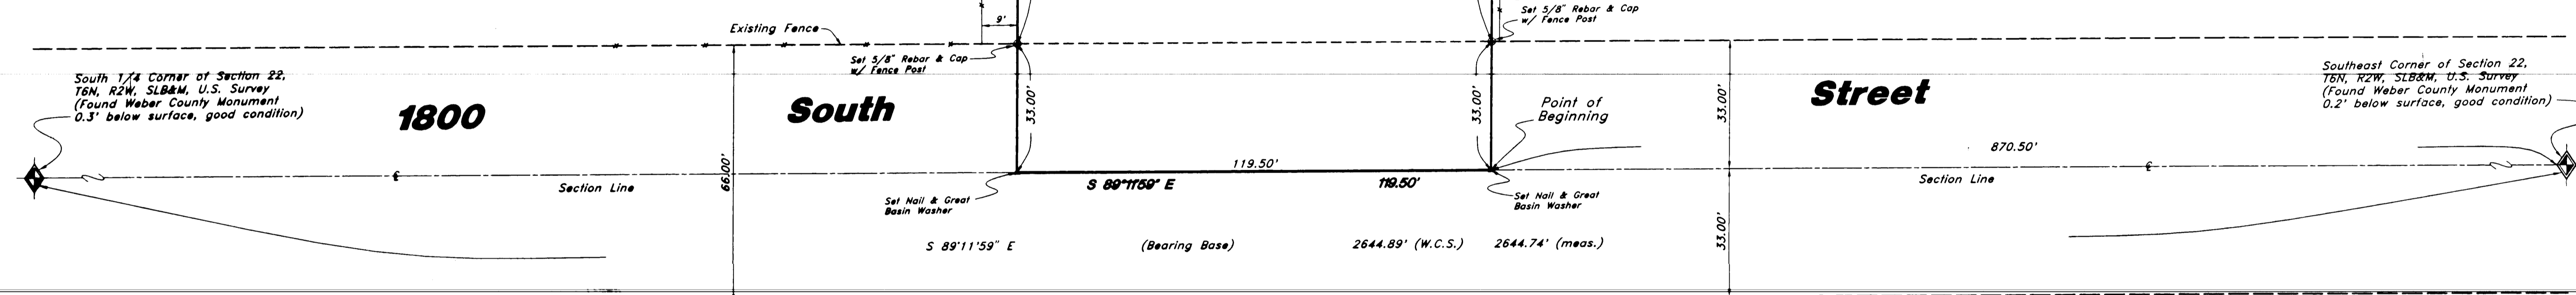 9'
Existing Fence
Set 5/8" Rebar & Cap
w/ Fence Post
Set 5/8" Rebar & Cap
w/ Fence Post
South 1/4 Corner of Section 22,
T6N, R2W, SLB&M, U.S. Survey
(Found Weber County Monument
0.3' below surface, good condition)
1800
South
Street
33.00'
33.00'
Point of
Beginning
33.00'
Southeast Corner of Section 22,
T6N, R2W, SLB&M, U.S. Survey
(Found Weber County Monument
0.2' below surface, good condition)
66.00'
119.50'
870.50'
Section Line
S 89°11'59" E
119.50'
Section Line
Set Nail & Great
Basin Washer
Set Nail & Great
Basin Washer
33.00'
S 89°11'59" E
(Bearing Base)
2644.89' (W.C.S.)
2644.74' (meas.)